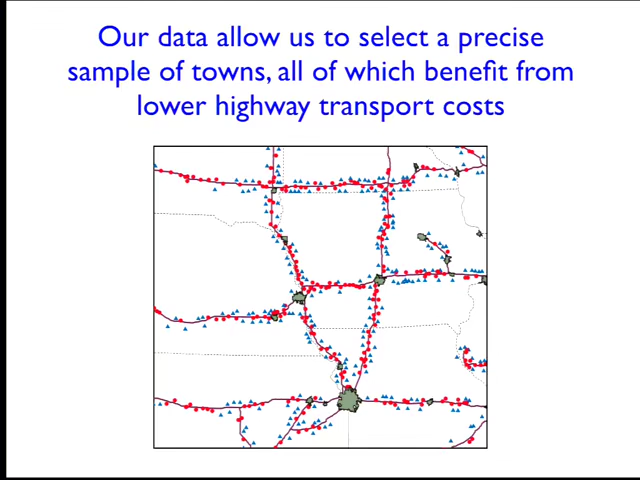 Our data allow us to select a precise
sample of towns, all of which benefit from
lower highway transport costs